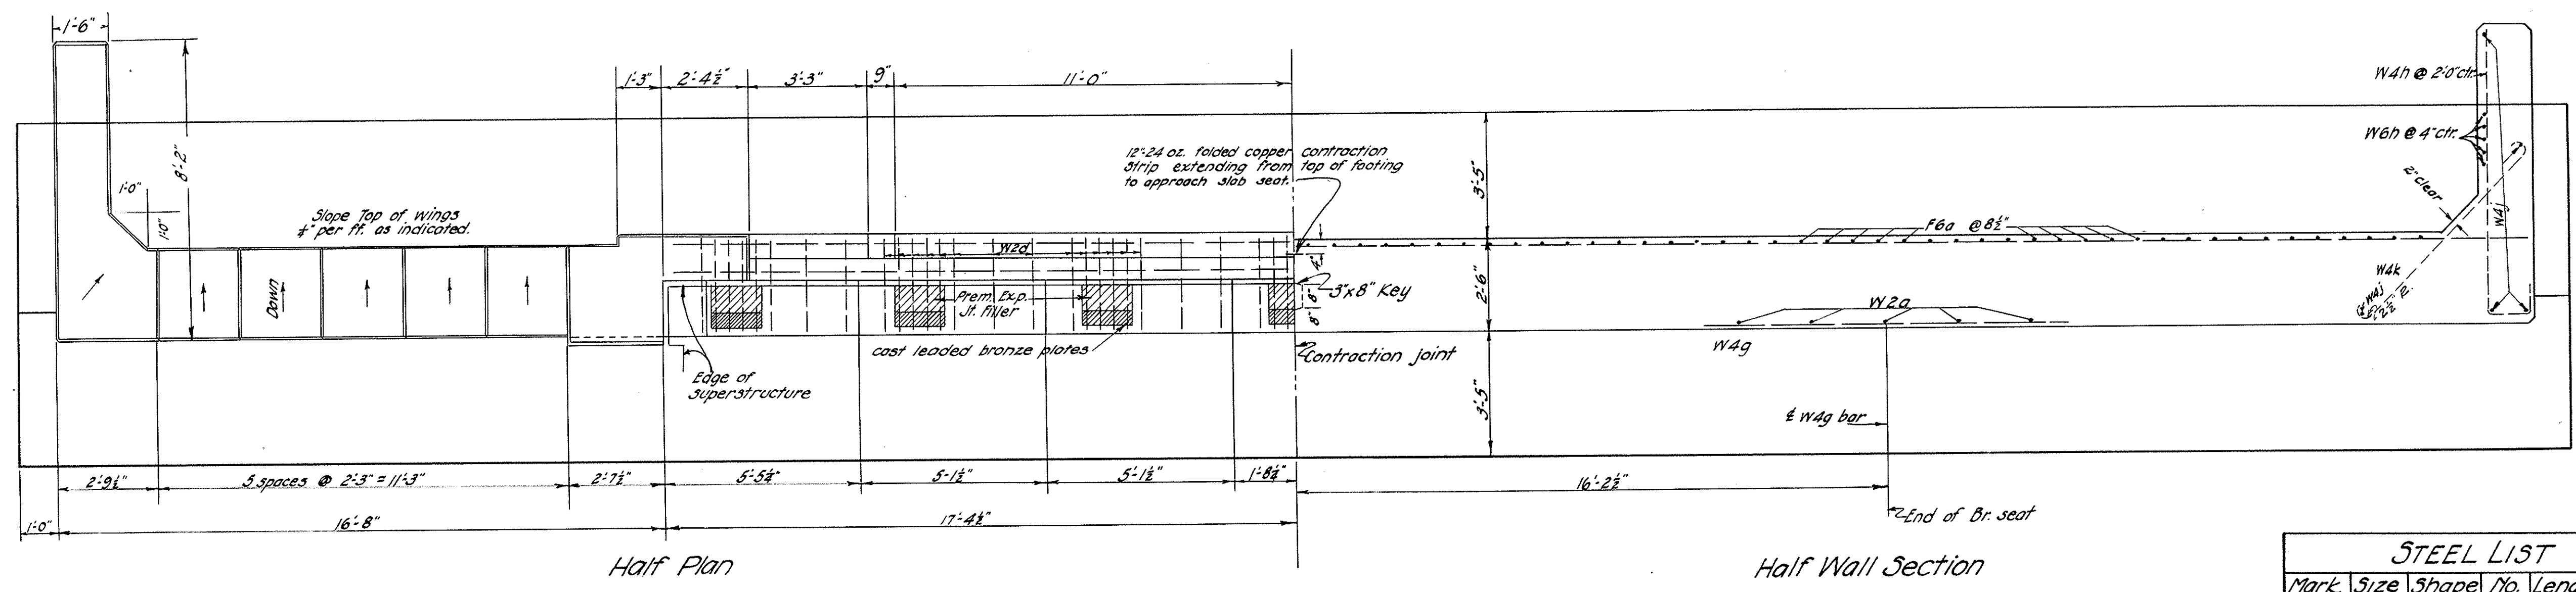 1'-6"
8'-2"
1'-0"
1'-0"
Slope Top of wings
¼" per ft. as indicated.
Down
1'-3"
2'-4½"
3'-3"
9"
11'-0"
12"-24 oz. folded copper contraction
strip extending from top of footing
to approach slab seat.
W2d
Prem. Exp.
Jt. filler
4"
3"x8" Key
8"
8"
cast leaded bronze plates
Contraction joint
Edge of
superstructure
3'-5"
2'-6"
3'-5"
F6a @ 8½"
W2a
W4g
℄ W4g bar
W4h @ 2'-0" ctr.
W6h @ 4" ctr.
2" clear
W4j
W4k
2'-9½"
5 spaces @ 2'-3" = 11'-3"
2'-7½"
5'-5¼"
5'-1½"
5'-1½"
1'-8¼"
16'-2½"
1'-0"
16'-8"
17'-4½"
End of Br. seat
Half Plan
Half Wall Section
STEEL LIST
Mark Size Shape No.